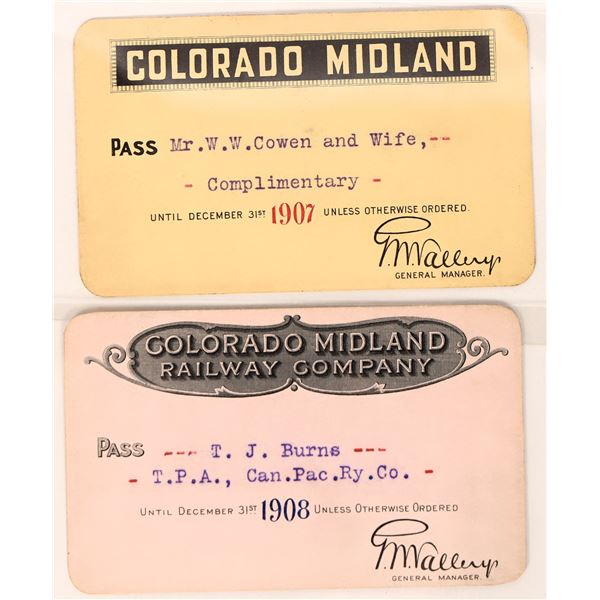 COLORADO MIDLAND
PASS Mr.W.W.Cowen and Wife,--
- Complimentary -
UNTIL DECEMBER 31ST 1907 UNLESS OTHERWISE ORDERED.
GENERAL MANAGER.
COLORADO MIDLAND
RAILWAY COMPANY
PASS --- T. J. Burns ---
- T.P.A., Can.Pac.Ry.Co. -
UNTIL DECEMBER 31ST 1908 UNLESS OTHERWISE ORDERED
GENERAL MANAGER.